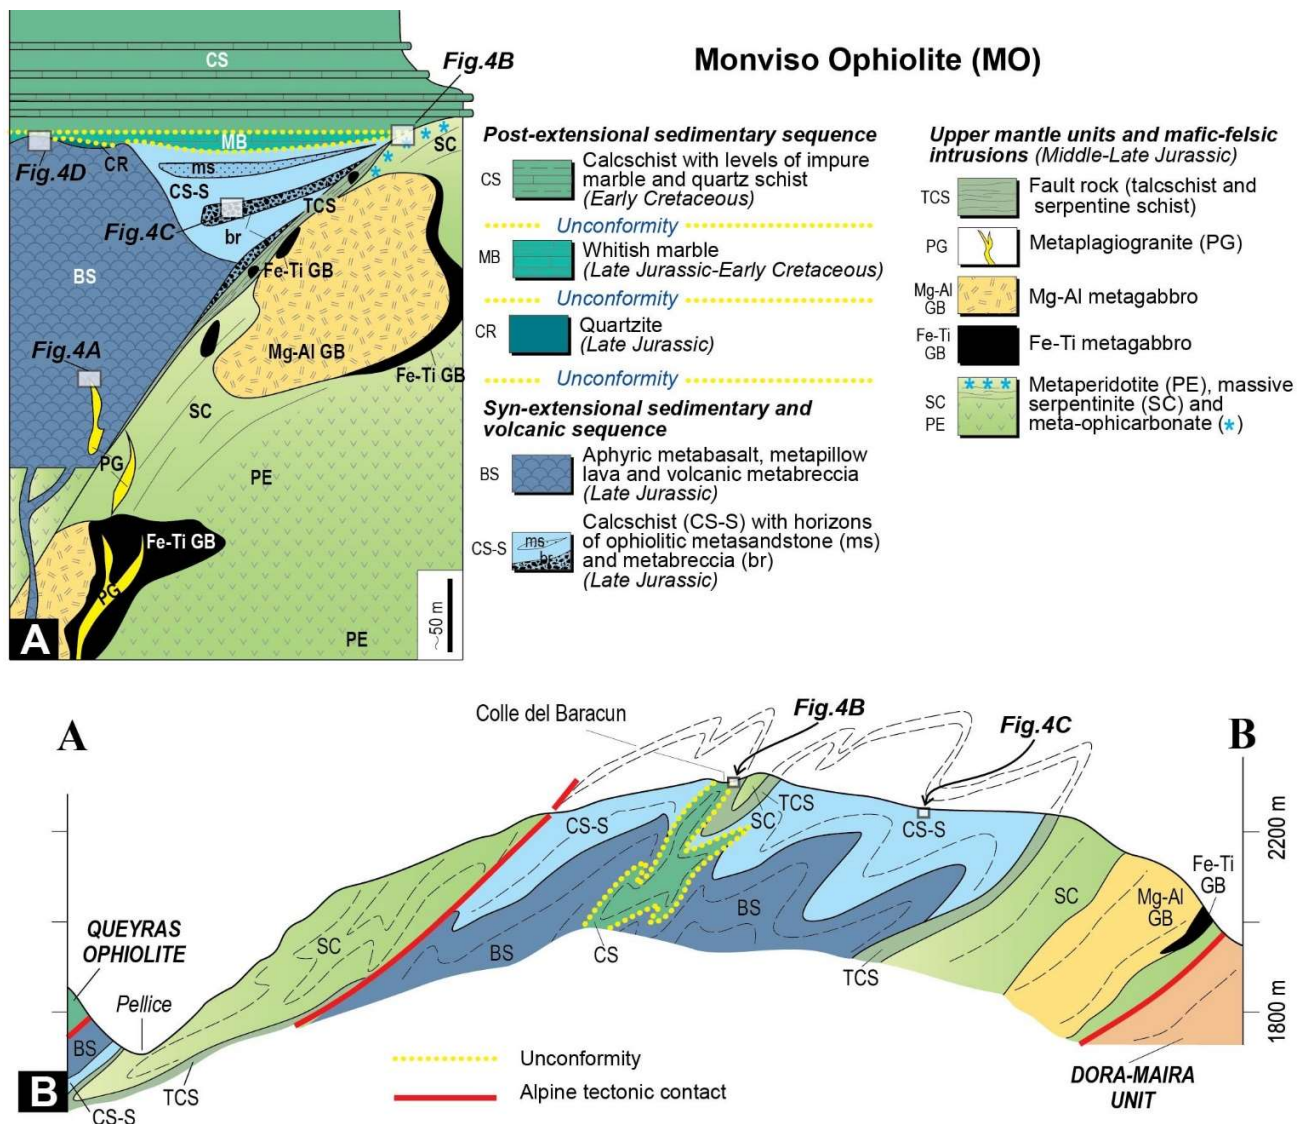 Monviso Ophiolite (MO)
CS
Fig.4B
MB
SC
CR
ms
Fig.4D
CS-S
TCS
Fig.4C
br
Fe-Ti GB
BS
Fig.4A
Mg-Al GB
Fe-Ti GB
SC
PG
PE
Fe-Ti GB
PG
PE
~50 m
A
Post-extensional sedimentary sequence
CS
Calcschist with levels of impure
marble and quartz schist
(Early Cretaceous)
Unconformity
MB
Whitish marble
(Late Jurassic-Early Cretaceous)
Unconformity
CR
Quartzite
(Late Jurassic)
Unconformity
Syn-extensional sedimentary and
volcanic sequence
BS
Aphyric metabasalt, metapillow
lava and volcanic metabreccia
(Late Jurassic)
CS-S
ms
br
Calcschist (CS-S) with horizons
of ophiolitic metasandstone (ms)
and metabreccia (br)
(Late Jurassic)
Upper mantle units and mafic-felsic
intrusions (Middle-Late Jurassic)
TCS
Fault rock (talcschist and
serpentine schist)
PG
Metaplagiogranite (PG)
Mg-Al
GB
Mg-Al metagabbro
Fe-Ti
GB
Fe-Ti metagabbro
SC
PE
Metaperidotite (PE), massive
serpentinite (SC) and
meta-ophicarbonate (*)
A
Colle del Baracun
Fig.4B
Fig.4C
B
TCS
SC
CS-S
CS-S
2200 m
Fe-Ti
GB
Mg-Al
GB
SC
BS
QUEYRAS
OPHIOLITE
SC
BS
CS
TCS
Pellice
1800 m
BS
Unconformity
TCS
Alpine tectonic contact
DORA-MAIRA
UNIT
B
CS-S